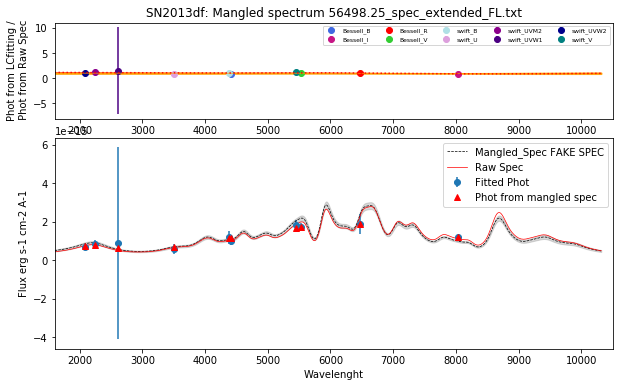 SN2013df: Mangled spectrum 56498.25_spec_extended_FL.txt
Phot from LCfitting /
Phot from Raw Spec
10
5
0
−5
Bessell_B
Bessell_R
swift_B
swift_UVM2
swift_UVW2
Bessell_I
Bessell_V
swift_U
swift_UVW1
swift_V
2000 3000 4000 5000 6000 7000 8000 9000 10000
1e−15
Flux erg s-1 cm-2 A-1
6
4
2
0
−2
−4
Mangled_Spec FAKE SPEC
Raw Spec
Fitted Phot
Phot from mangled spec
2000 3000 4000 5000 6000 7000 8000 9000 10000
Wavelenght